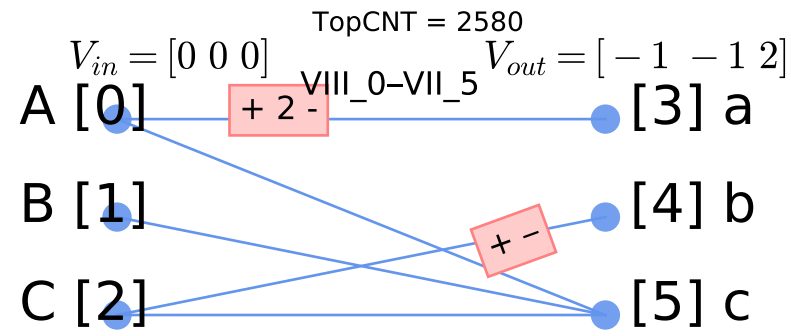 TopCNT = 2580
V_in = [0 0 0]
V_out = [−1 −1 2]
VIII_0–VII_5
A [0]
+ 2 -
[3] a
B [1]
[4] b
+ −
C [2]
[5] c